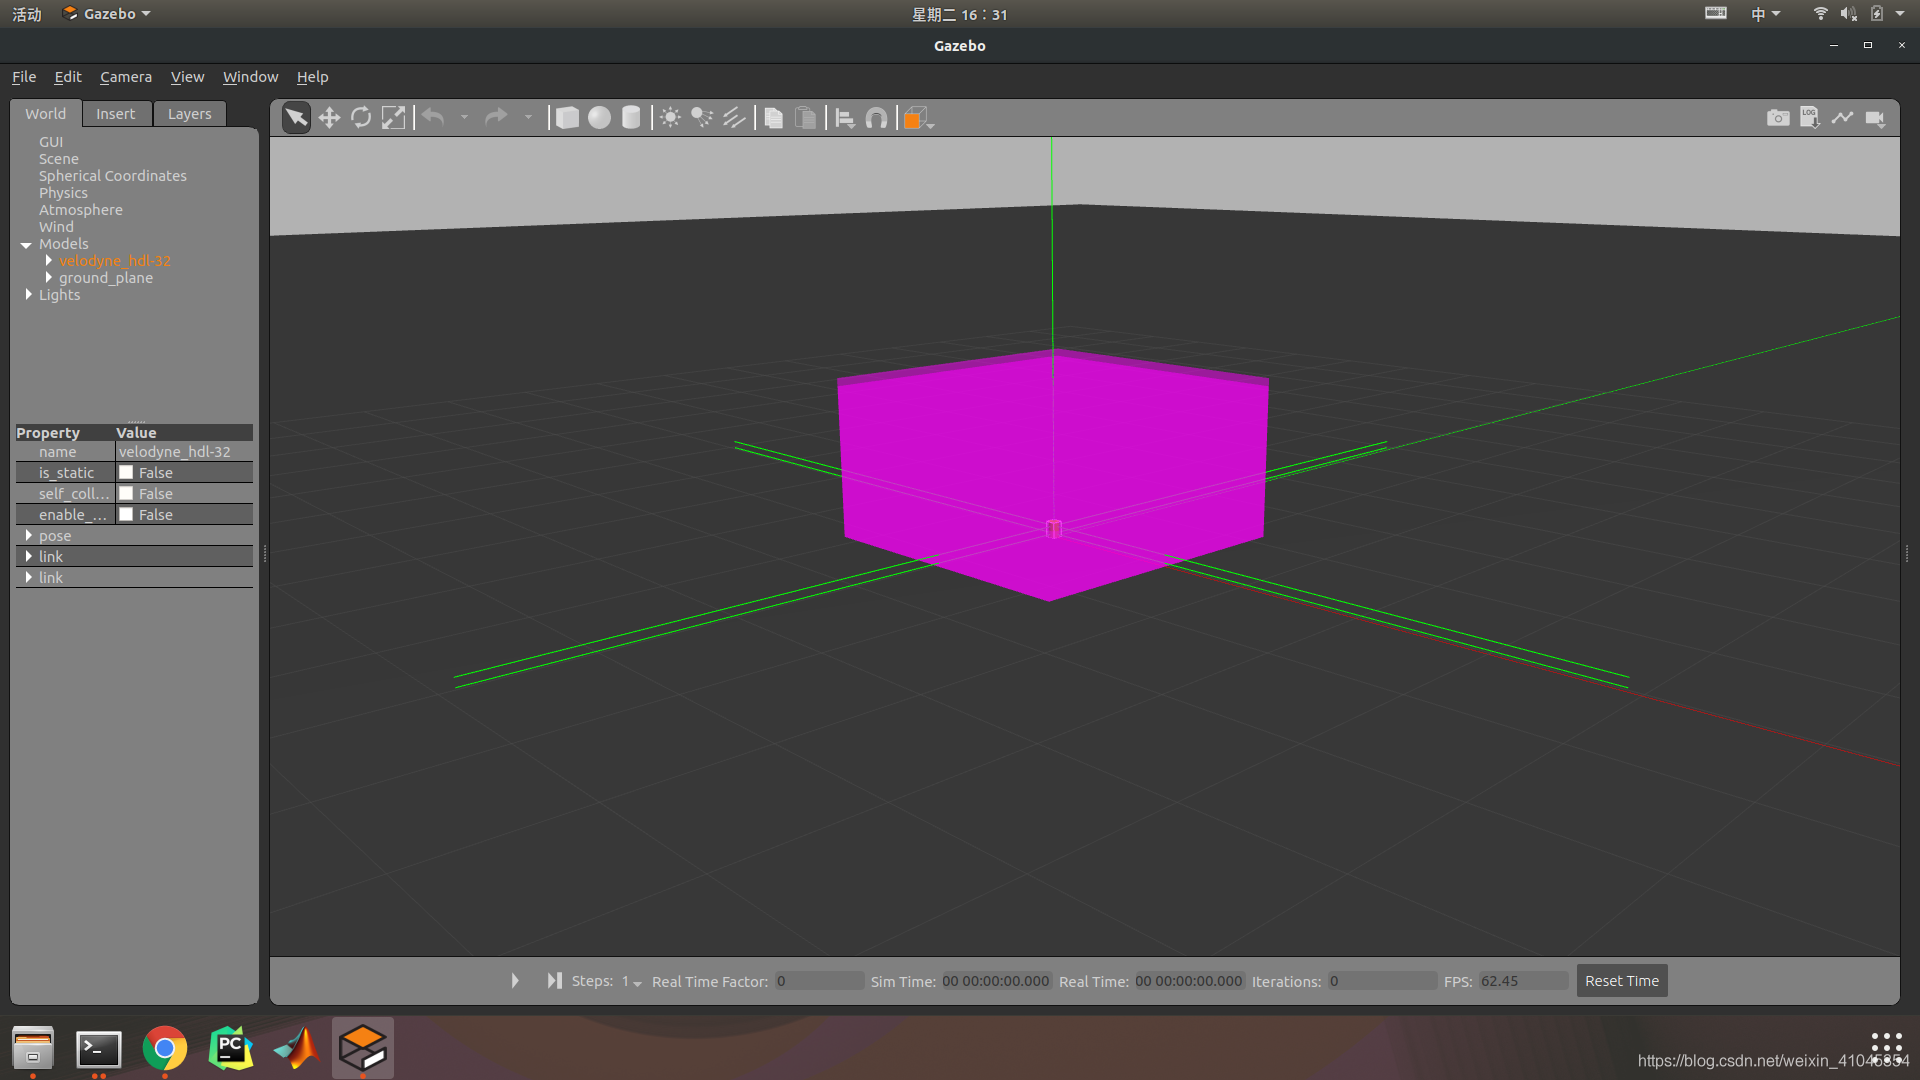 活动 Gazebo 星期二 16：31 中
Gazebo
File Edit Camera View Window Help
World Insert Layers
LOG
GUI
Scene
Spherical Coordinates
Physics
Atmosphere
Wind
Models
velodyne_hdl-32
ground_plane
Lights
Property Value
name velodyne_hdl-32
is_static False
self_coll... False
enable_... False
pose
link
link
Steps: 1 Real Time Factor: 0 Sim Time: 00 00:00:00.000 Real Time: 00 00:00:00.000 Iterations: 0 FPS: 62.45 Reset Time
>_ PC
https://blog.csdn.net/weixin_41045354